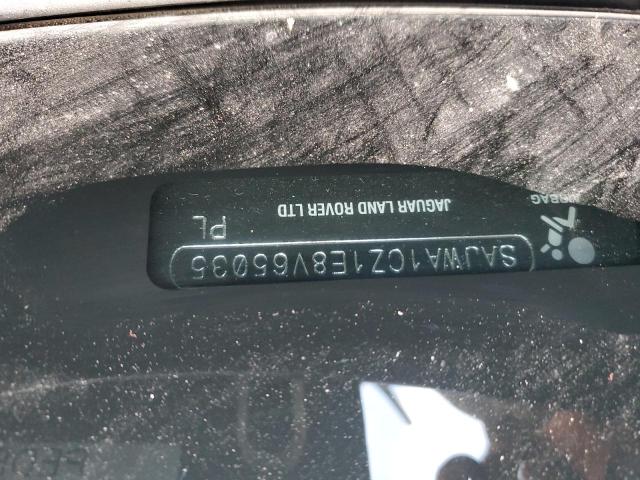 SAJWA1CZ1E8V65035
PL
JAGUAR LAND ROVER LTD